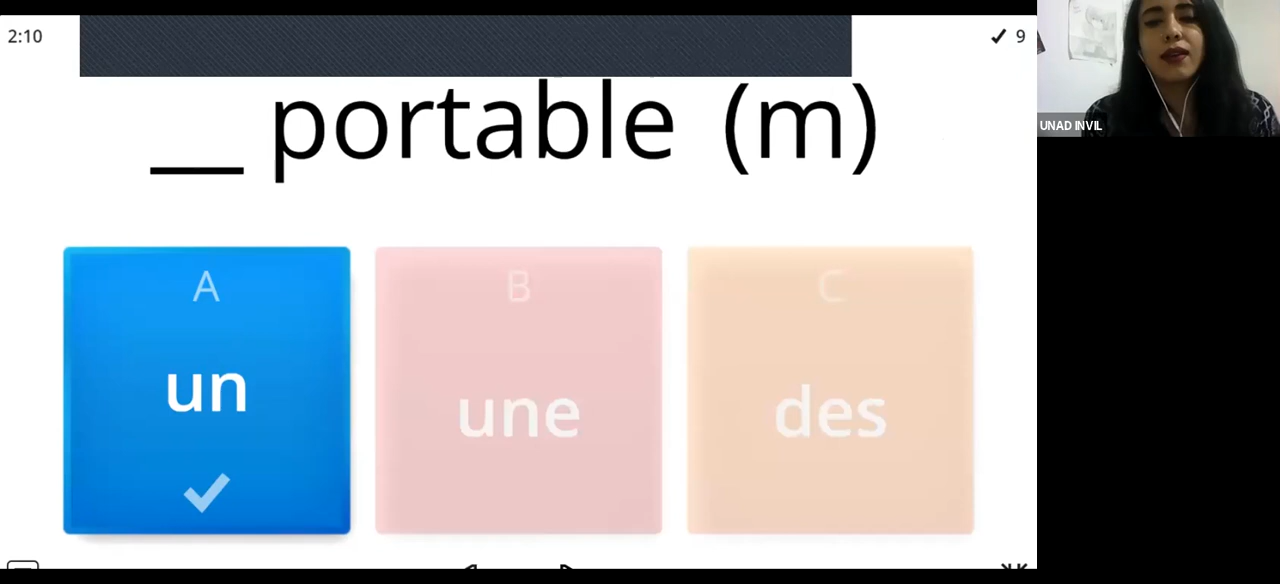 2:10
✓ 9
__ portable (m)
A
B
C
un
une
des
UNAD INVIL